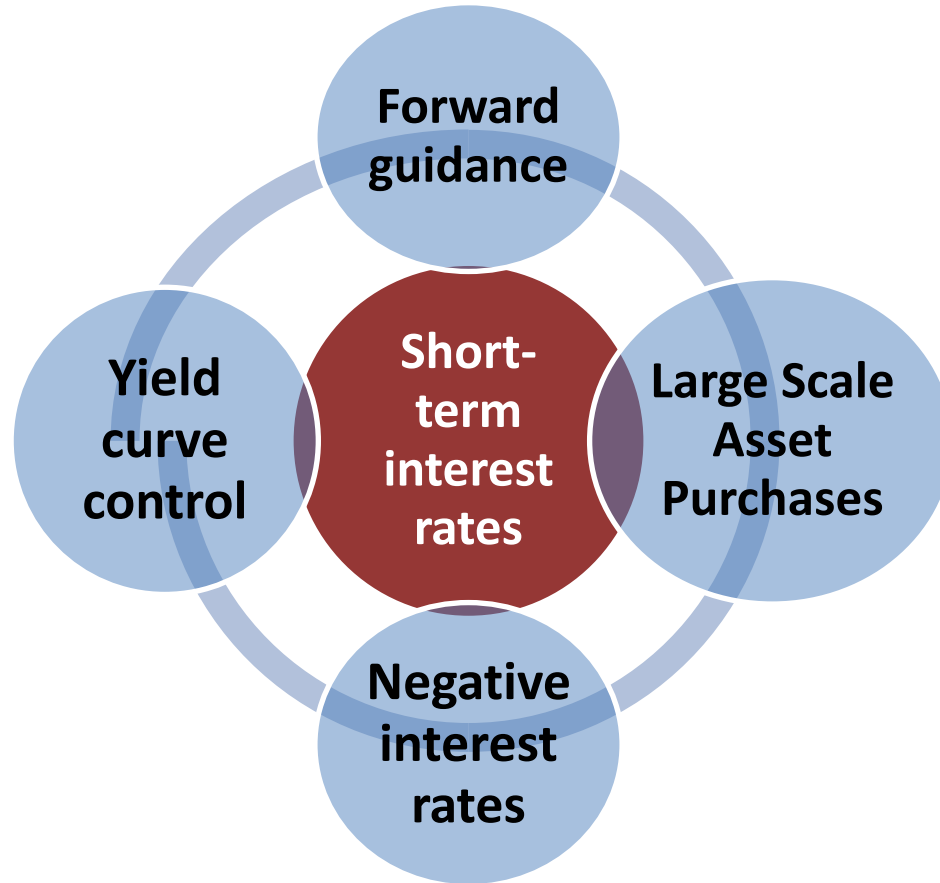 Forward
guidance
Short-
term
interest
rates
Yield
curve
control
Large Scale
Asset
Purchases
Negative
interest
rates